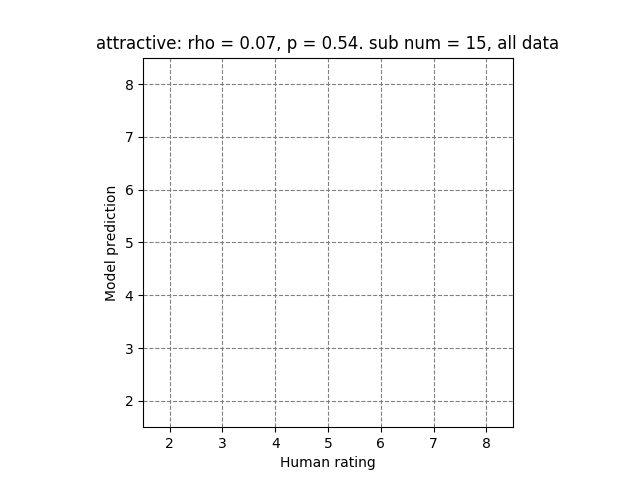 attractive: rho = 0.07, p = 0.54. sub num = 15, all data
8
7
6
5
4
3
2
Model prediction
2 3 4 5 6 7 8
Human rating